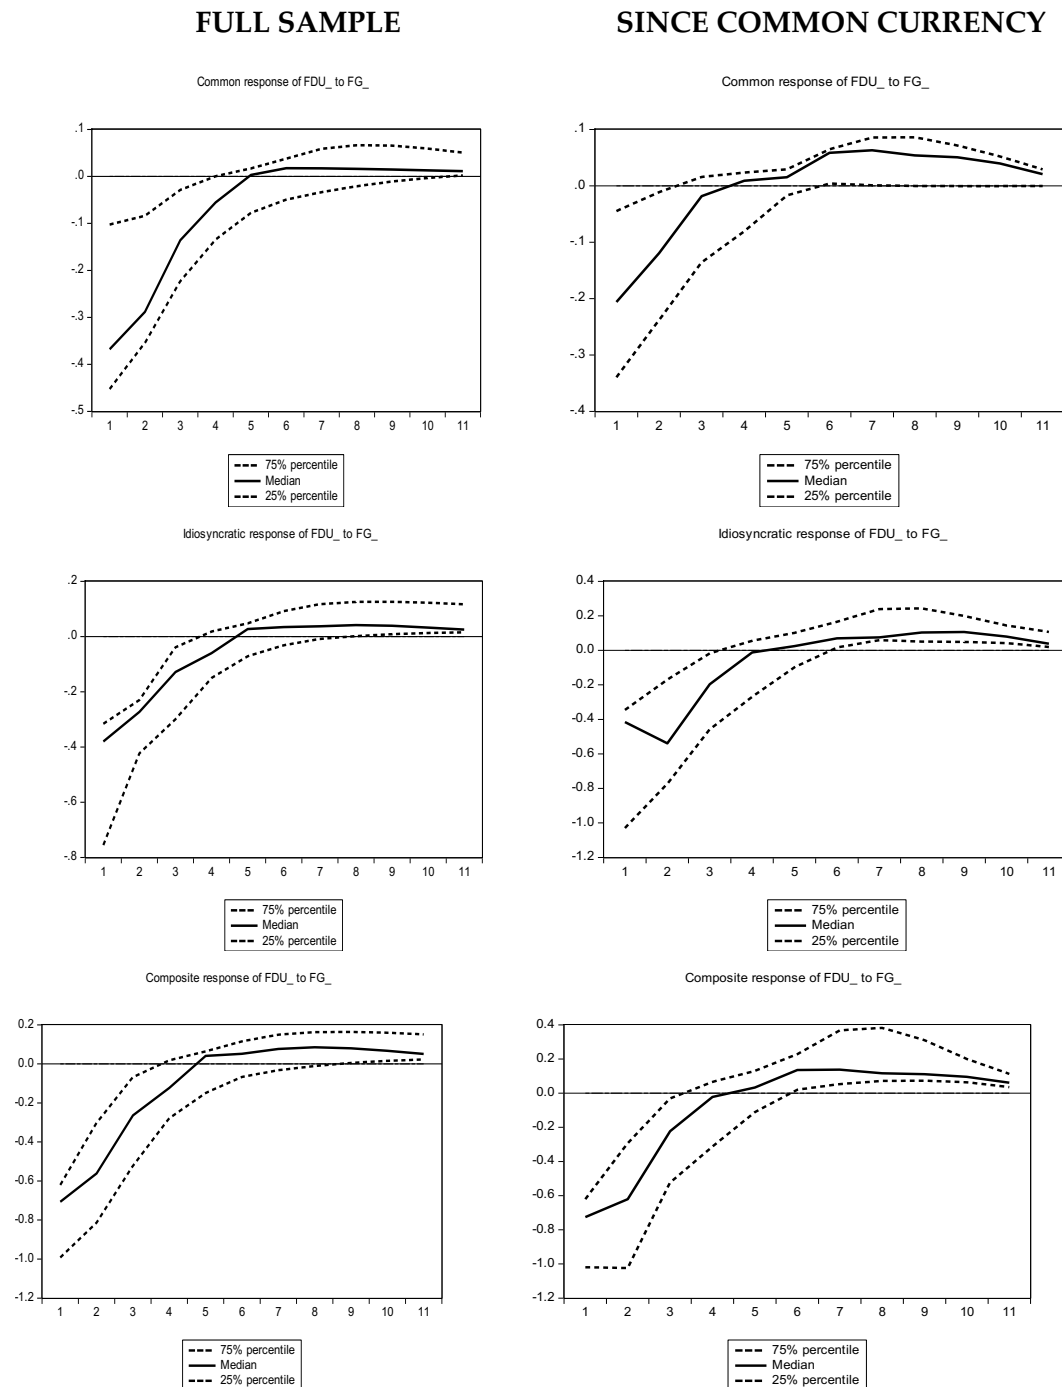 FULL SAMPLE
SINCE COMMON CURRENCY
Common response of FDU_ to FG_
.1
.0
-.1
-.2
-.3
-.4
-.5
1 2 3 4 5 6 7 8 9 10 11
75% percentile
Median
25% percentile
Common response of FDU_ to FG_
.1
.0
-.1
-.2
-.3
-.4
1 2 3 4 5 6 7 8 9 10 11
75% percentile
Median
25% percentile
Idiosyncratic response of FDU_ to FG_
.2
.0
-.2
-.4
-.6
-.8
1 2 3 4 5 6 7 8 9 10 11
75% percentile
Median
25% percentile
Idiosyncratic response of FDU_ to FG_
0.4
0.2
0.0
-0.2
-0.4
-0.6
-0.8
-1.0
-1.2
1 2 3 4 5 6 7 8 9 10 11
75% percentile
Median
25% percentile
Composite response of FDU_ to FG_
0.2
0.0
-0.2
-0.4
-0.6
-0.8
-1.0
-1.2
1 2 3 4 5 6 7 8 9 10 11
75% percentile
Median
25% percentile
Composite response of FDU_ to FG_
0.4
0.2
0.0
-0.2
-0.4
-0.6
-0.8
-1.0
-1.2
1 2 3 4 5 6 7 8 9 10 11
75% percentile
Median
25% percentile